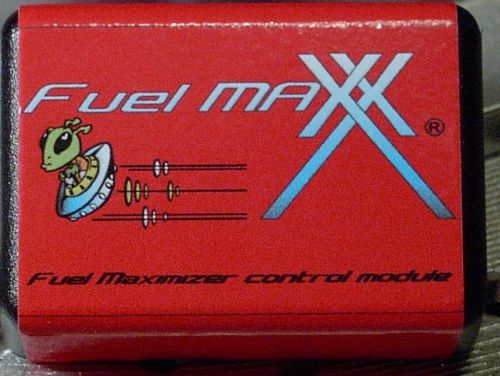 Fuel MAXX®
Fuel Maximizer control module